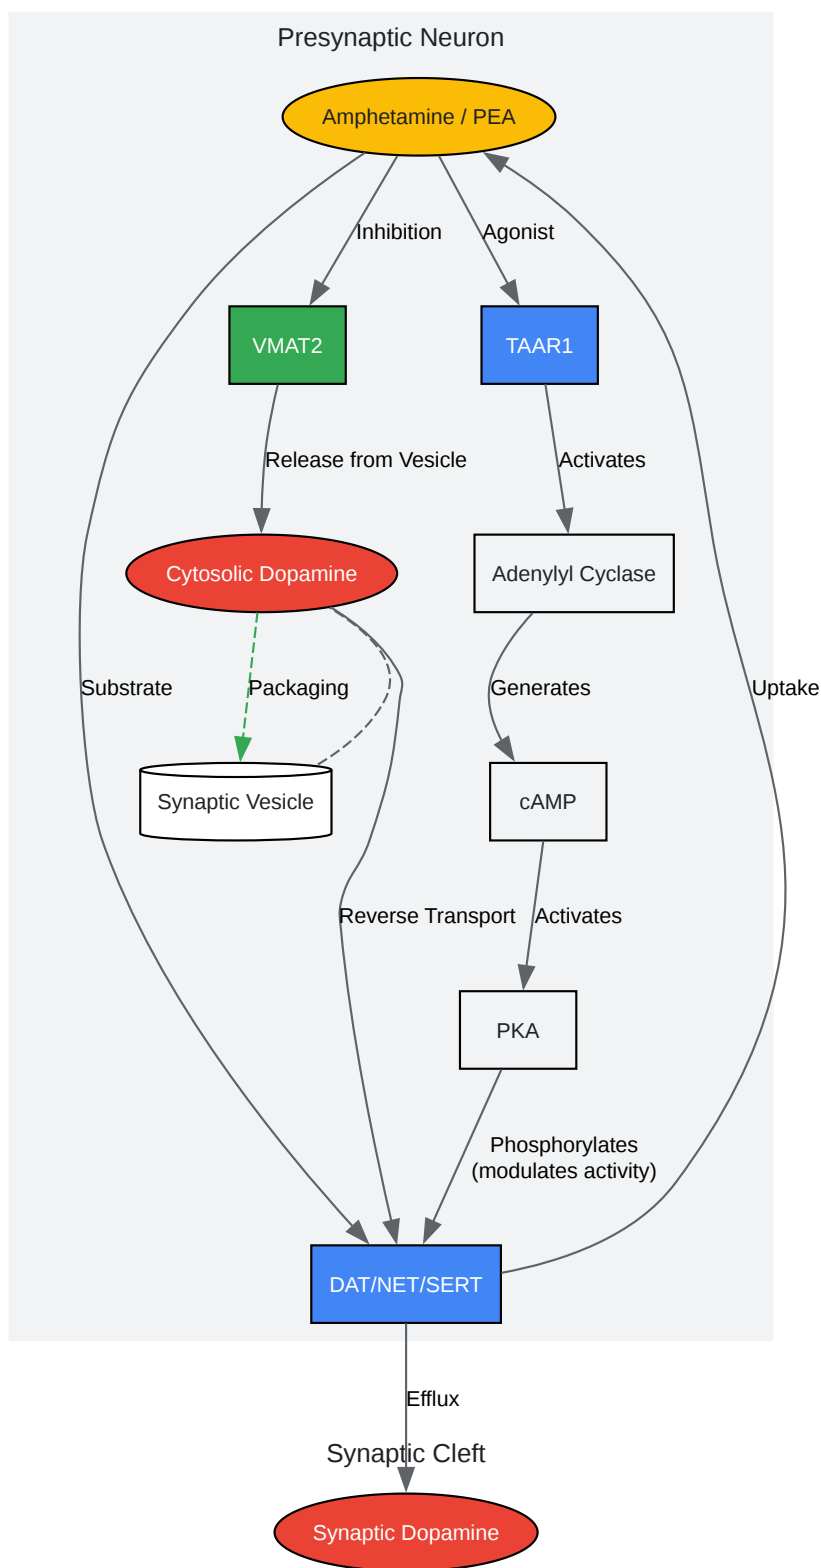 Presynaptic Neuron
Amphetamine / PEA
Inhibition
Agonist
VMAT2
TAAR1
Release from Vesicle
Activates
Cytosolic Dopamine
Adenylyl Cyclase
Substrate
Packaging
Generates
Uptake
Synaptic Vesicle
cAMP
Reverse Transport
Activates
PKA
Phosphorylates
(modulates activity)
DAT/NET/SERT
Efflux
Synaptic Cleft
Synaptic Dopamine